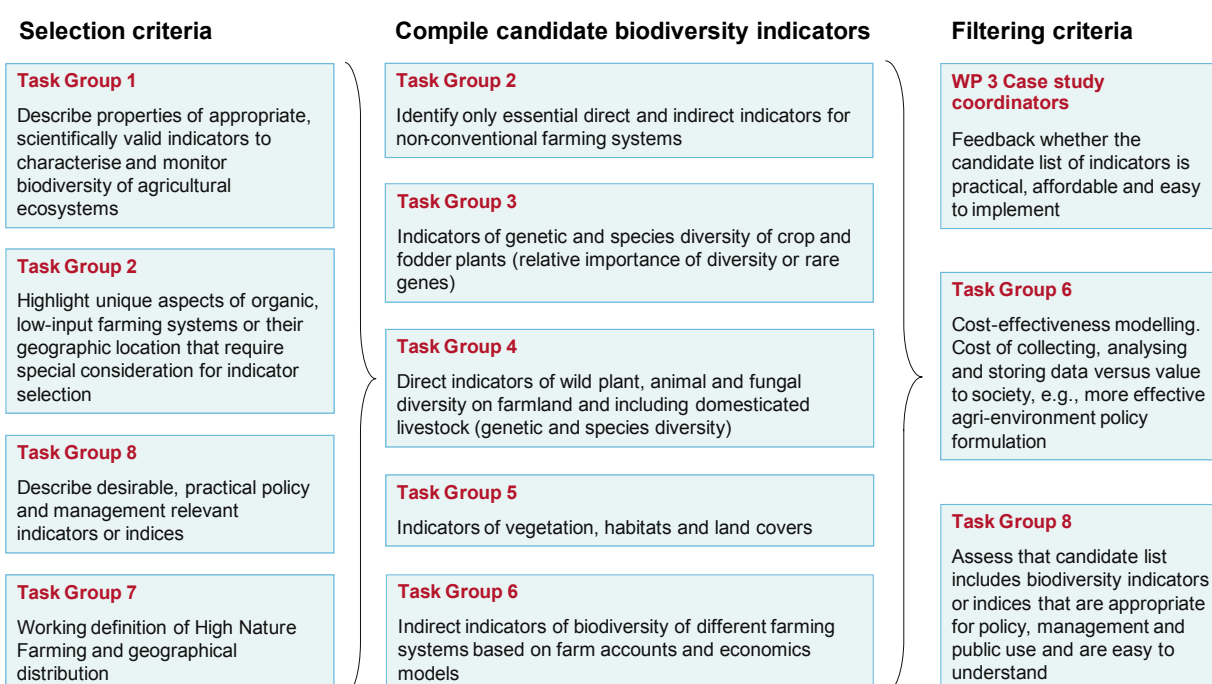 Selection criteria
Task Group 1
Describe properties of appropriate,
scientifically valid indicators to
characterise and monitor
biodiversity of agricultural
ecosystems
Task Group 2
Highlight unique aspects of organic,
low-input farming systems or their
geographic location that require
special consideration for indicator
selection
Task Group 8
Describe desirable, practical policy
and management relevant
indicators or indices
Task Group 7
Working definition of High Nature
Farming and geographical
distribution
Compile candidate biodiversity indicators
Task Group 2
Identify only essential direct and indirect indicators for
non-conventional farming systems
Task Group 3
Indicators of genetic and species diversity of crop and
fodder plants (relative importance of diversity or rare
genes)
Task Group 4
Direct indicators of wild plant, animal and fungal
diversity on farmland and including domesticated
livestock (genetic and species diversity)
Task Group 5
Indicators of vegetation, habitats and land covers
Task Group 6
Indirect indicators of biodiversity of different farming
systems based on farm accounts and economics
models
Filtering criteria
WP 3 Case study
coordinators
Feedback whether the
candidate list of indicators is
practical, affordable and easy
to implement
Task Group 6
Cost-effectiveness modelling.
Cost of collecting, analysing
and storing data versus value
to society, e.g., more effective
agri-environment policy
formulation
Task Group 8
Assess that candidate list
includes biodiversity indicators
or indices that are appropriate
for policy, management and
public use and are easy to
understand